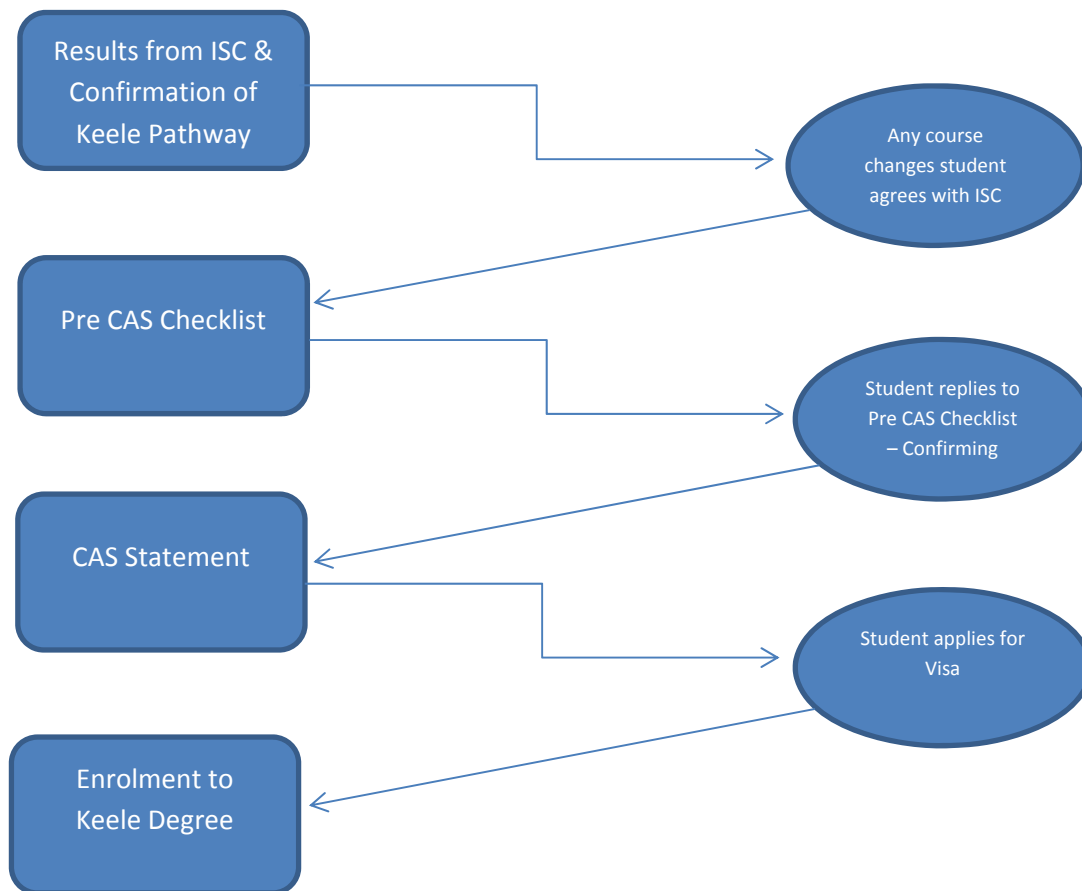 Results from ISC &
Confirmation of
Keele Pathway
Any course
changes student
agrees with ISC
Pre CAS Checklist
Student replies to
Pre CAS Checklist
– Confirming
CAS Statement
Student applies for
Visa
Enrolment to
Keele Degree